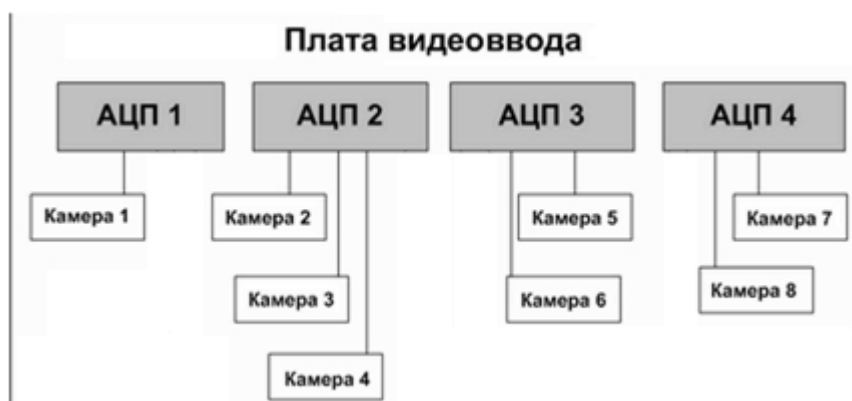 Плата видеоввода
АЦП 1
АЦП 2
АЦП 3
АЦП 4
Камера 1
Камера 2
Камера 5
Камера 7
Камера 3
Камера 6
Камера 8
Камера 4